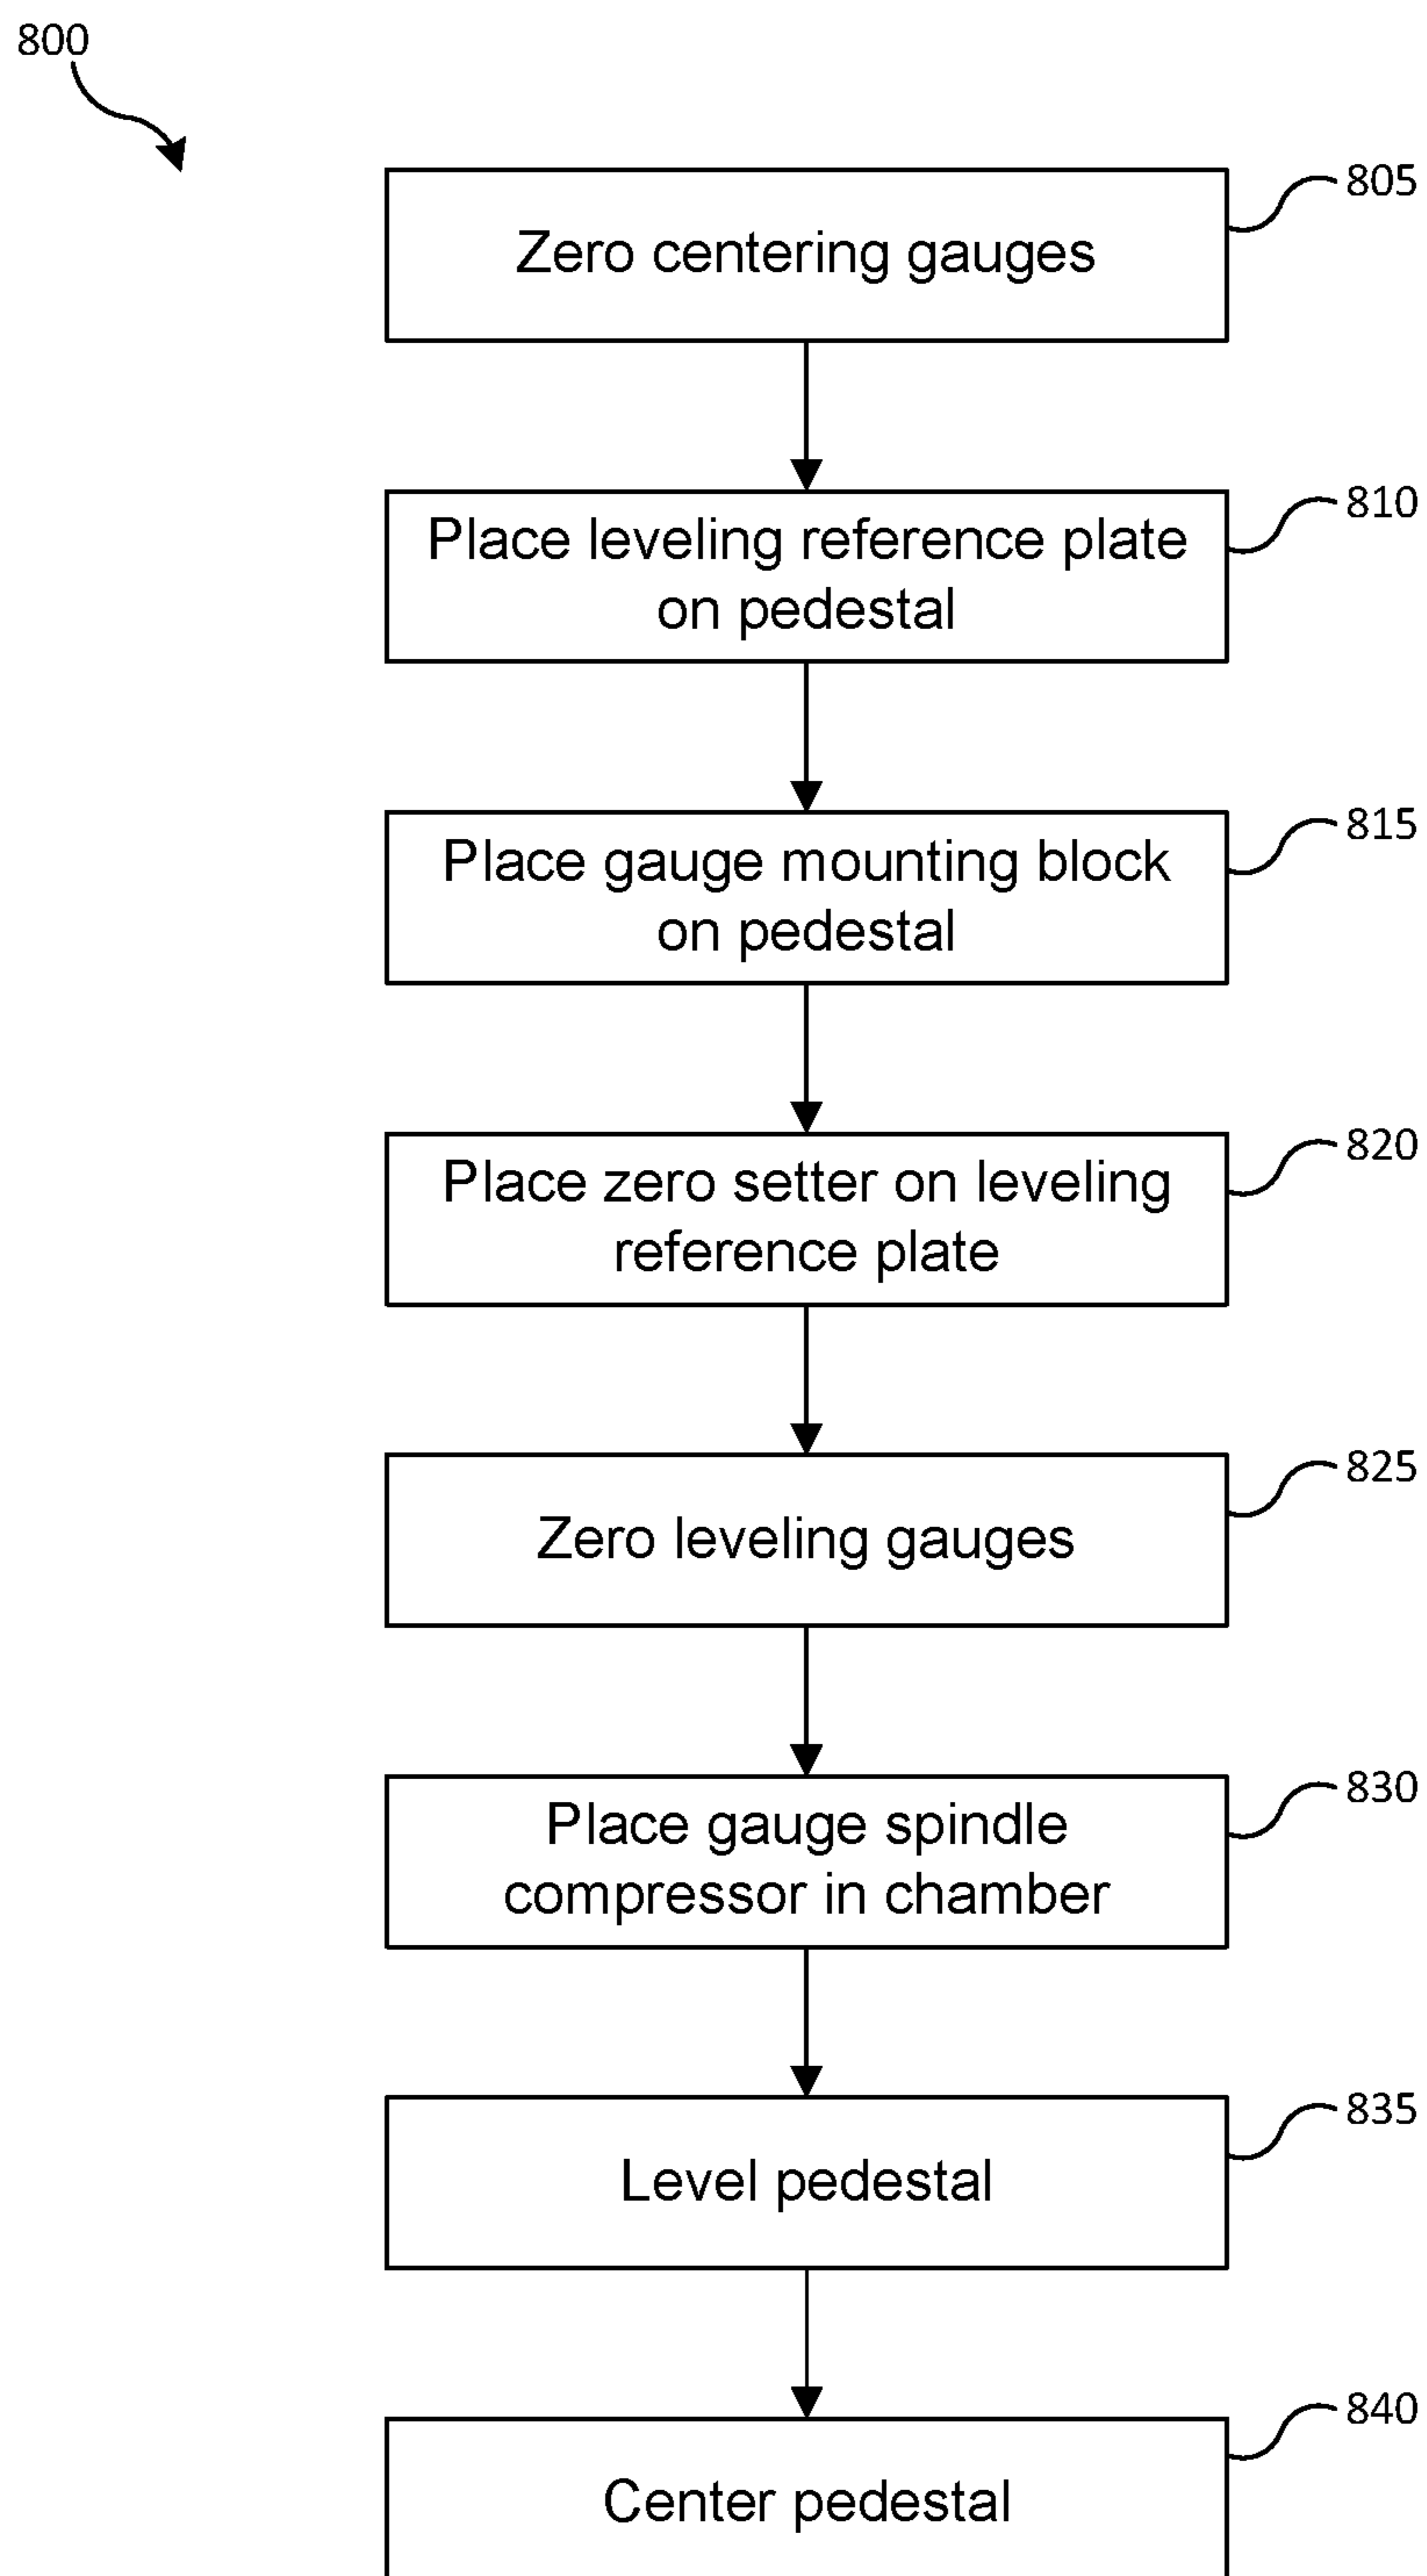 800
Zero centering gauges
805
Place leveling reference plate
on pedestal
810
Place gauge mounting block
on pedestal
815
Place zero setter on leveling
reference plate
820
Zero leveling gauges
825
Place gauge spindle
compressor in chamber
830
Level pedestal
835
Center pedestal
840